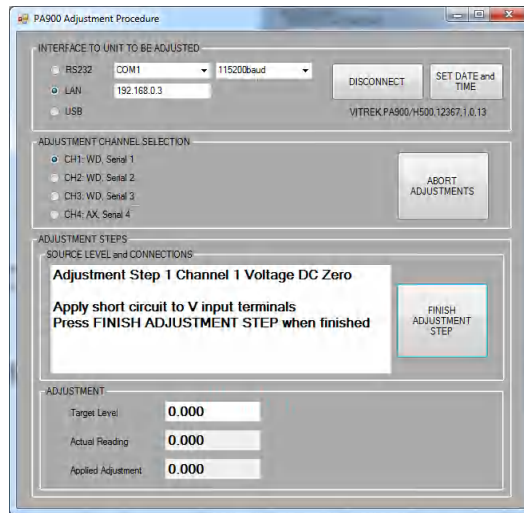 PA900 Adjustment Procedure
INTERFACE TO UNIT TO BE ADJUSTED
RS232 COM1 115200baud
LAN 192.168.0.3
USB
DISCONNECT
SET DATE and
TIME
VITREK,PA900/H500,12367,1.0.13
ADJUSTMENT CHANNEL SELECTION
CH1: WD, Serial 1
CH2: WD, Serial 2
CH3: WD, Serial 3
CH4: AX, Serial 4
ABORT
ADJUSTMENTS
ADJUSTMENT STEPS
SOURCE LEVEL and CONNECTIONS
Adjustment Step 1 Channel 1 Voltage DC Zero
Apply short circuit to V input terminals
Press FINISH ADJUSTMENT STEP when finished
FINISH
ADJUSTMENT
STEP
ADJUSTMENT
Target Level 0.000
Actual Reading 0.000
Applied Adjustment 0.000